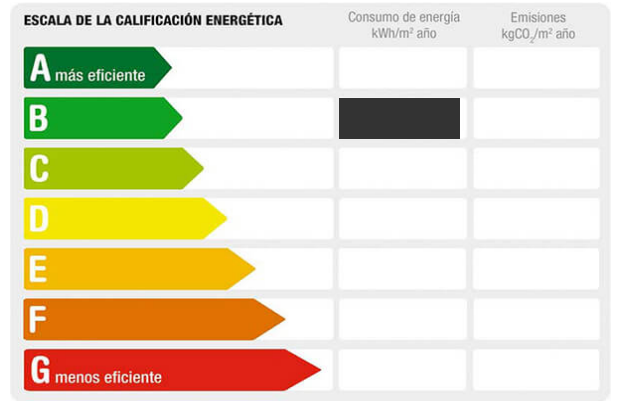 ESCALA DE LA CALIFICACIÓN ENERGÉTICA
Consumo de energía
kWh/m² año
Emisiones
kgCO₂/m² año
A más eficiente
B
C
D
E
F
G menos eficiente